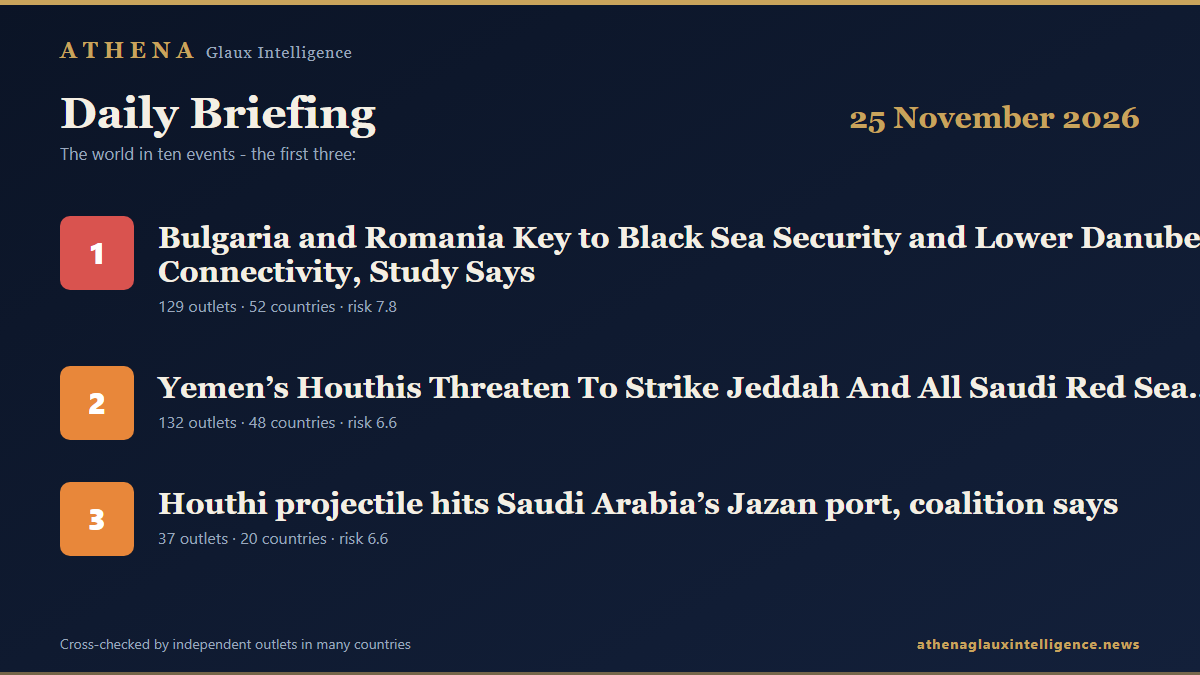 ATHENA Glaux Intelligence
Daily Briefing
25 November 2026
The world in ten events - the first three:
1
Bulgaria and Romania Key to Black Sea Security and Lower Danube
Connectivity, Study Says
129 outlets · 52 countries · risk 7.8
2
Yemen’s Houthis Threaten To Strike Jeddah And All Saudi Red Sea..
132 outlets · 48 countries · risk 6.6
3
Houthi projectile hits Saudi Arabia’s Jazan port, coalition says
37 outlets · 20 countries · risk 6.6
Cross-checked by independent outlets in many countries
athenaglauxintelligence.news